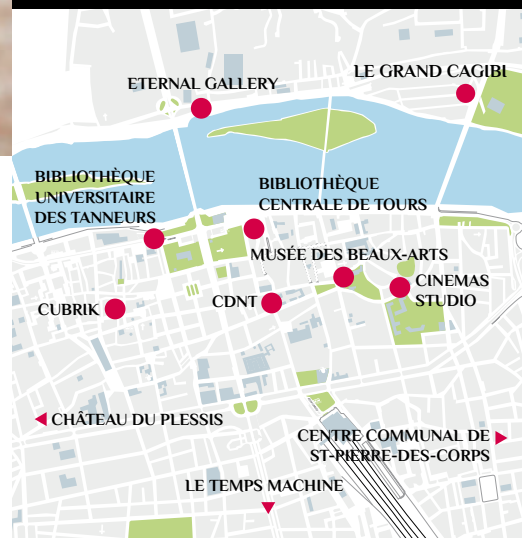 LE GRAND CAGIBI
ETERNAL GALLERY
BIBLIOTHÈQUE
UNIVERSITAIRE
DES TANNEURS
BIBLIOTHÈQUE
CENTRALE DE TOURS
MUSÉE DES BEAUX-ARTS
CINEMAS
STUDIO
CDNT
CUBRIK
CHÂTEAU DU PLESSIS
CENTRE COMMUNAL DE
ST-PIERRE-DES-CORPS
LE TEMPS MACHINE